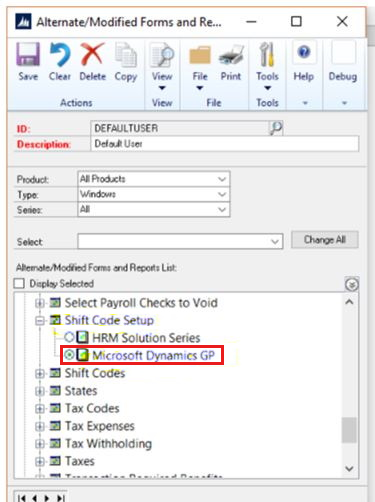 Alternate/Modified Forms and Re...
Save Clear Delete Copy View File Print Tools Help Debug
Actions View File Tools
ID: DEFAULTUSER
Description: Default User
Product: All Products
Type: Windows
Series: All
Select: Change All
Alternate/Modified Forms and Reports List:
Display Selected
Select Payroll Checks to Void
Shift Code Setup
HRM Solution Series
Microsoft Dynamics GP
Shift Codes
States
Tax Codes
Tax Expenses
Tax Withholding
Taxes
Transaction Required Benefits